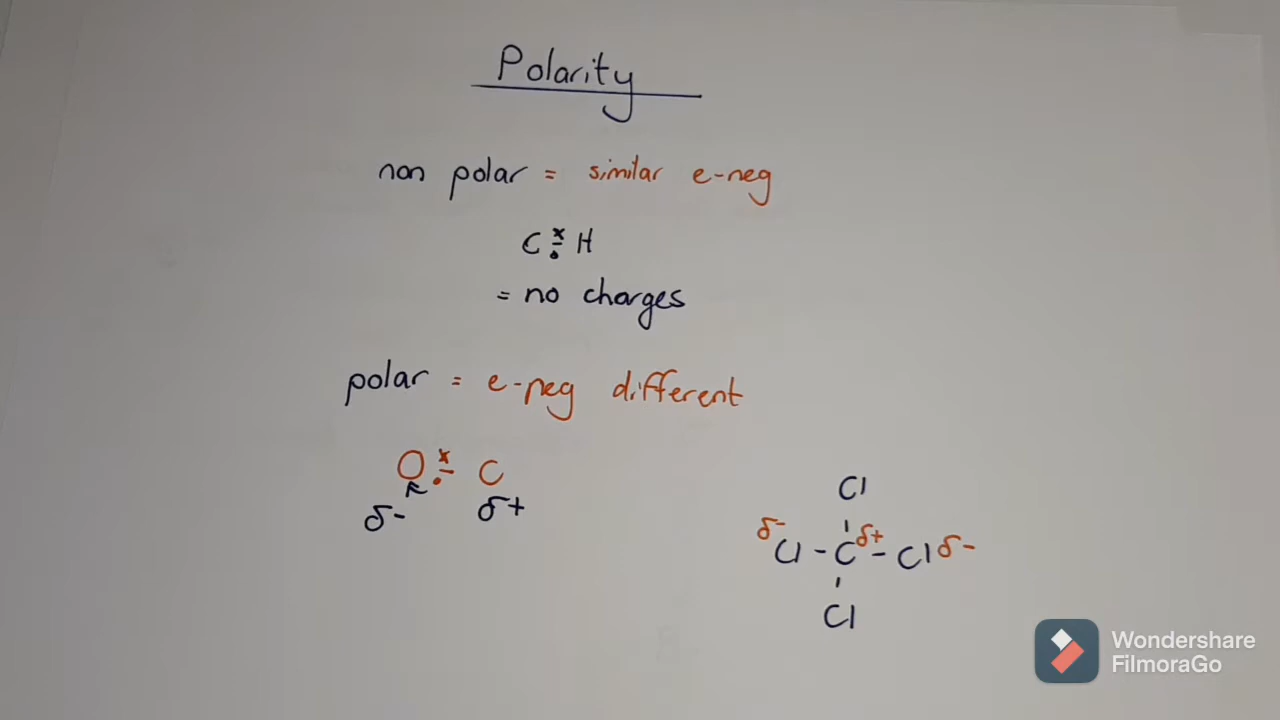 Polarity
non polar = similar e-neg
C × - • H
= no charges
polar = e-neg different
O × - • C
δ- δ+
Cl
δ- δ+ δ-
Cl - C - Cl
Cl
Wondershare
FilmoraGo